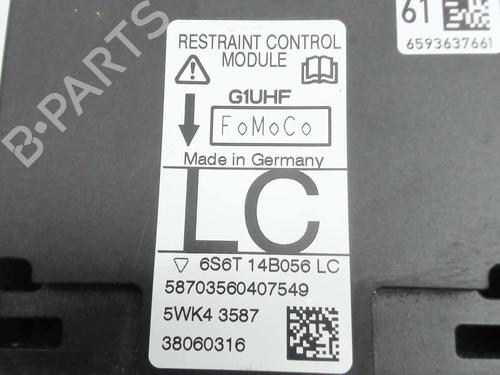 61
6593637661
RESTRAINT CONTROL
MODULE
G1UHF
FoMoCo
Made in Germany
LC
6S6T 14B056 LC
58703560407549
5WK4 3587
38060316
B-PARTS